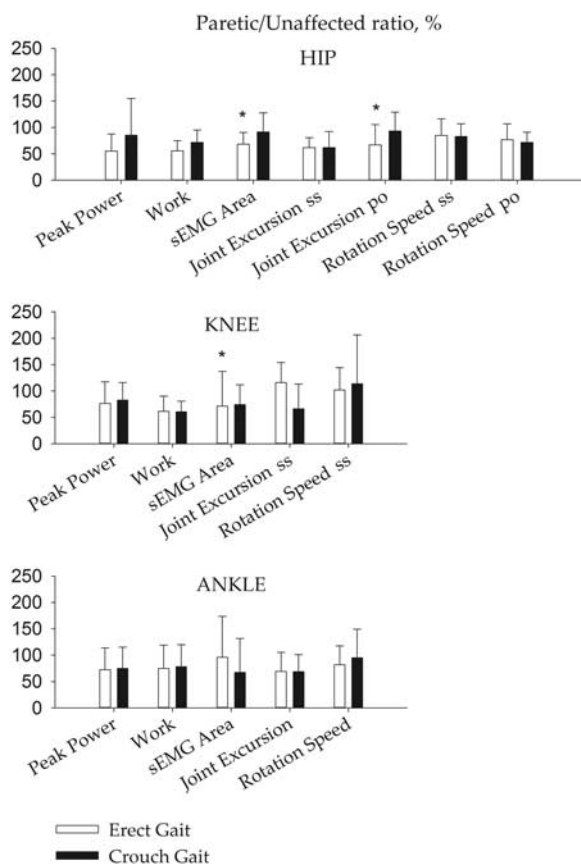 Paretic/Unaffected ratio, %
HIP
250
200
150
100
50
0
*
*
Peak Power
Work
sEMG Area
Joint Excursion ss
Joint Excursion po
Rotation Speed ss
Rotation Speed po
KNEE
250
200
150
100
50
0
*
Peak Power
Work
sEMG Area
Joint Excursion ss
Rotation Speed ss
ANKLE
250
200
150
100
50
0
Peak Power
Work
sEMG Area
Joint Excursion
Rotation Speed
Erect Gait
Crouch Gait